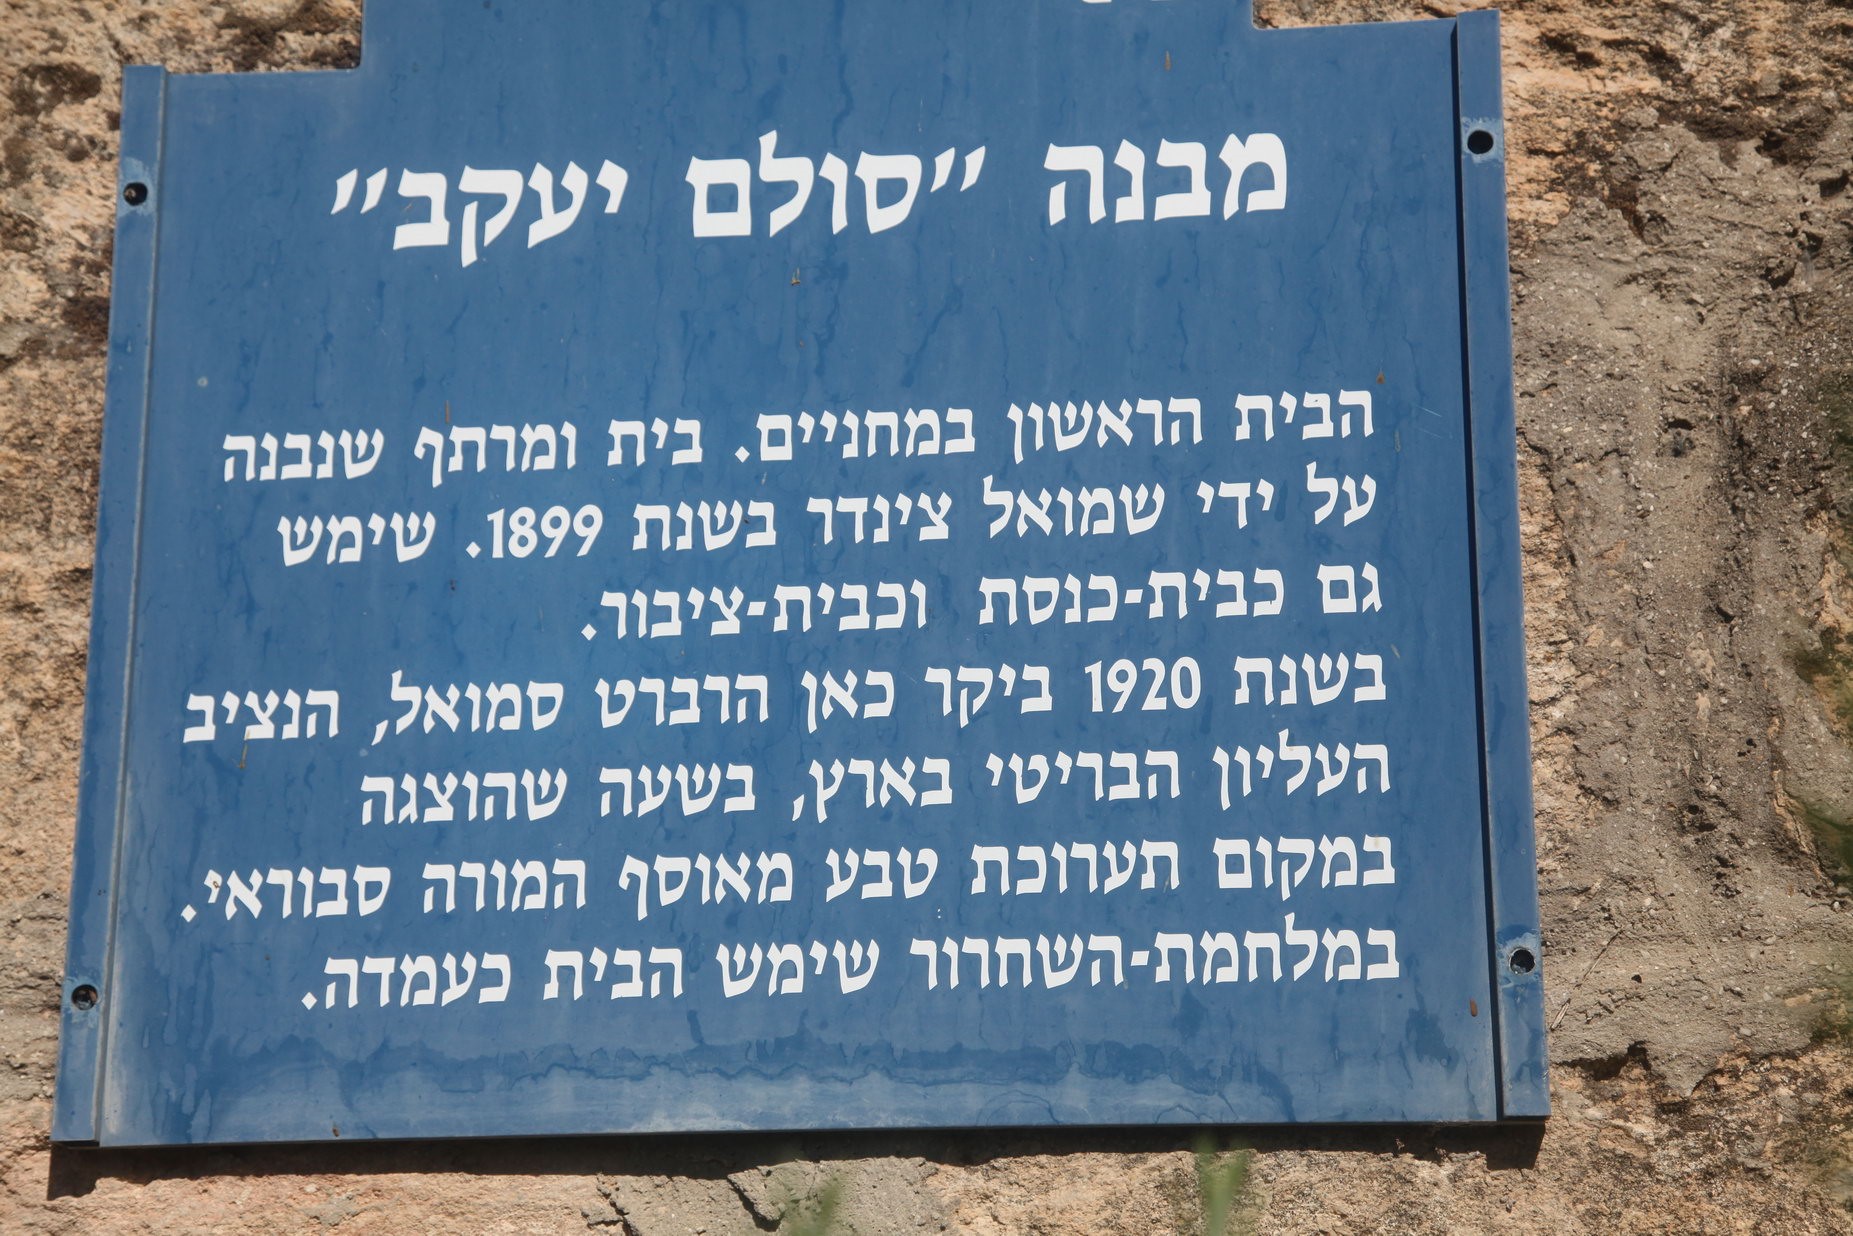 מבנה "סולם יעקב"
הבית הראשון במחניים. בית ומרתף שנבנה
על ידי שמואל צינדר בשנת 1899. שימש
גם כבית-כנסת וכבית-ציבור.
בשנת 1920 ביקר כאן הרברט סמואל, הנציב
העליון הבריטי בארץ, בשעה שהוצגה
במקום תערוכת טבע מאוסף המורה סבוראי.
במלחמת-השחרור שימש הבית כעמדה.